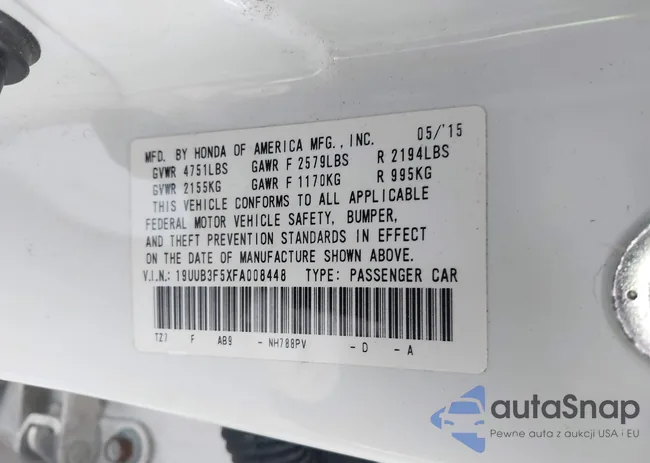 MFD. BY HONDA OF AMERICA MFG., INC. 05/'15
GVWR 4751LBS GAWR F 2579LBS R 2194LBS
GVWR 2155KG GAWR F 1170KG R 995KG
THIS VEHICLE CONFORMS TO ALL APPLICABLE
FEDERAL MOTOR VEHICLE SAFETY, BUMPER,
AND THEFT PREVENTION STANDARDS IN EFFECT
ON THE DATE OF MANUFACTURE SHOWN ABOVE.
V.I.N.: 19UUB3F5XFA008448 TYPE: PASSENGER CAR
TZ7 F AB9 - NH788PV - D - A
autaSnap
Pewne auta z aukcji USA i EU